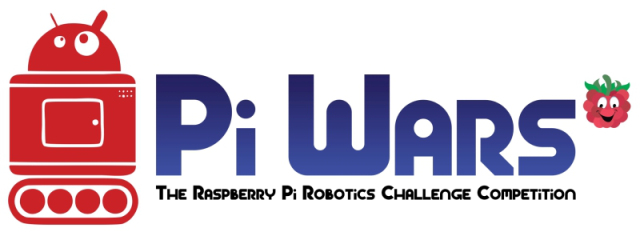 Pi Wars
The Raspberry Pi Robotics Challenge Competition